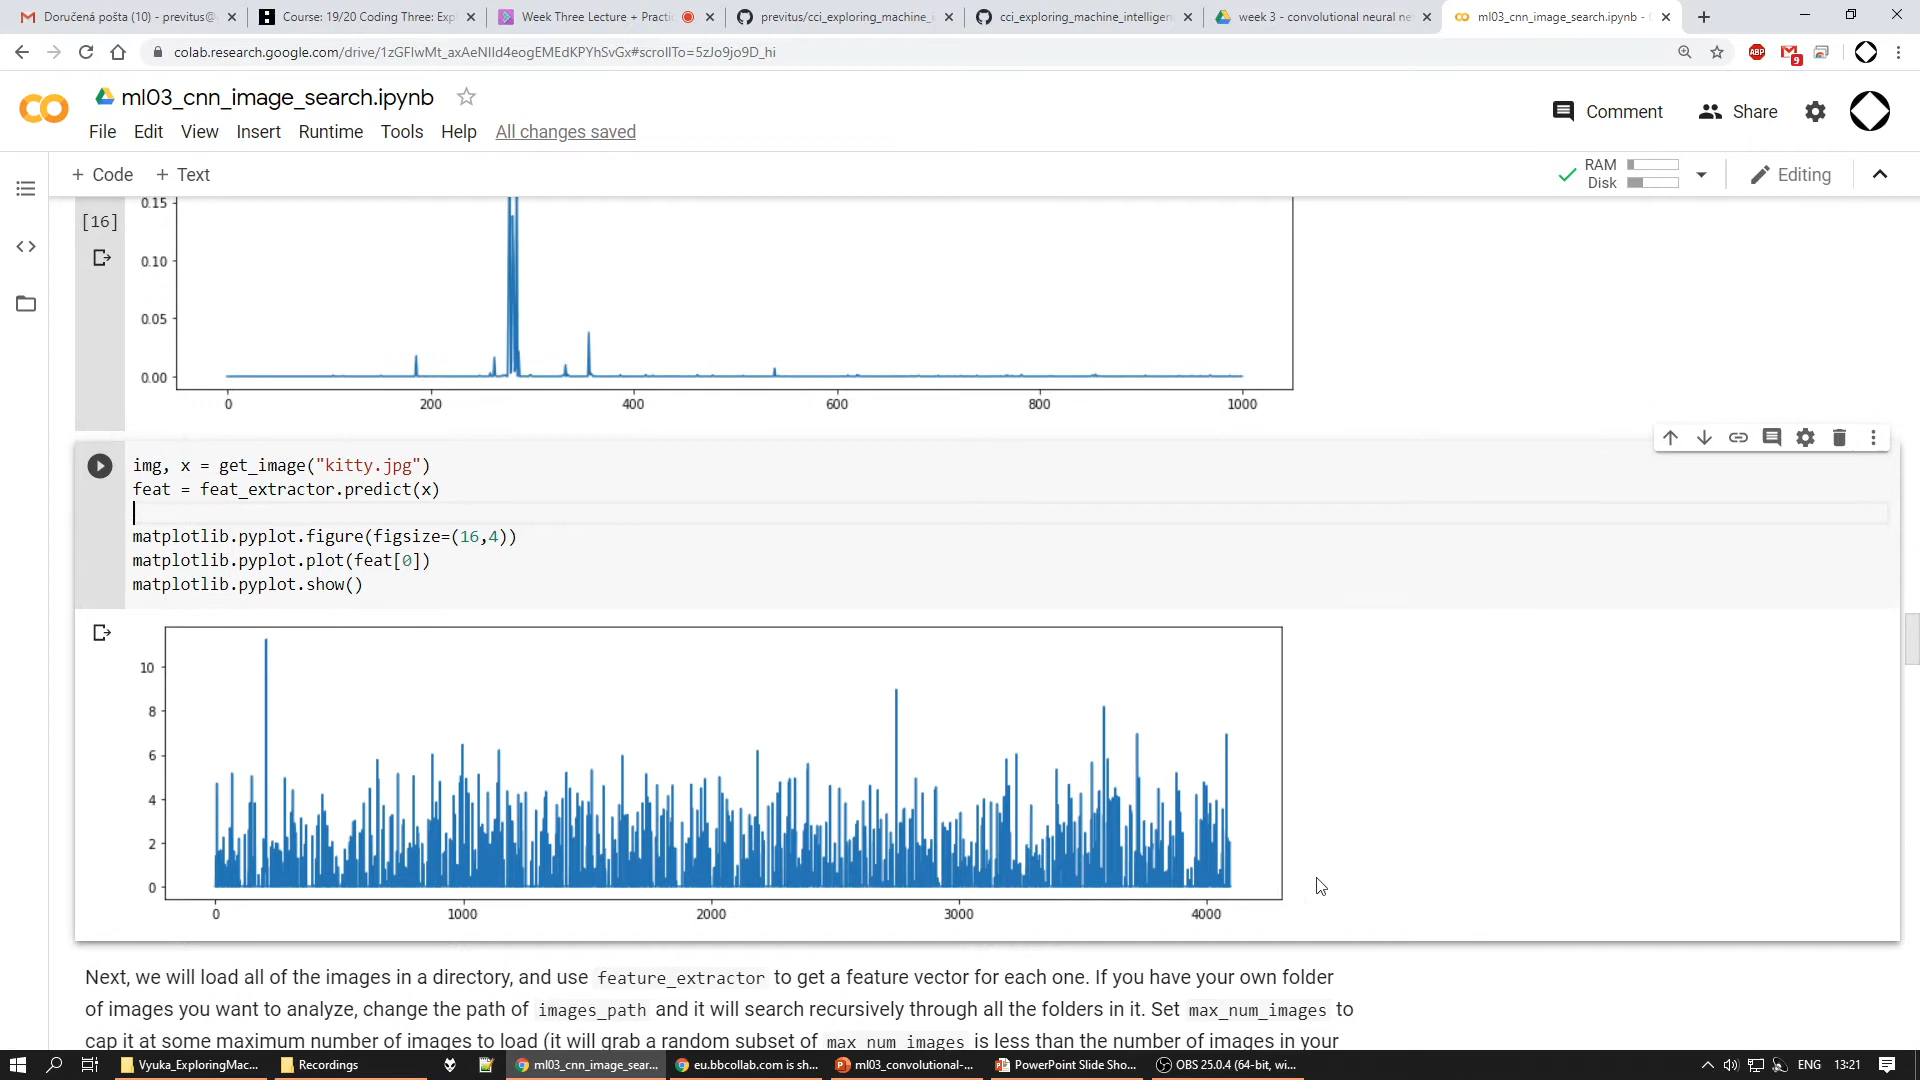 Doručená pošta (10) - previtus@
Course: 19/20 Coding Three: Exp
Week Three Lecture + Practi
previtus/cci_exploring_machine_i
cci_exploring_machine_intelligen
week 3 - convolutional neural ne
ml03_cnn_image_search.ipynb -
colab.research.google.com/drive/1zGFIwMt_axAeNIId4eogEMEdKPYhSvGx#scrollTo=5zJo9jo9D_hi
ABP
9
ml03_cnn_image_search.ipynb
Comment
Share
File Edit View Insert Runtime Tools Help All changes saved
+ Code + Text
RAM
Disk
Editing
[16]
0.15
0.10
0.05
0.00
0 200 400 600 800 1000
img, x = get_image("kitty.jpg")
feat = feat_extractor.predict(x)
matplotlib.pyplot.figure(figsize=(16,4))
matplotlib.pyplot.plot(feat[0])
matplotlib.pyplot.show()
10
8
6
4
2
0
0 1000 2000 3000 4000
Next, we will load all of the images in a directory, and use feature_extractor to get a feature vector for each one. If you have your own folder
of images you want to analyze, change the path of images_path and it will search recursively through all the folders in it. Set max_num_images to
cap it at some maximum number of images to load (it will grab a random subset of max_num_images is less than the number of images in your
Vyuka_ExploringMac...
Recordings
ml03_cnn_image_sear...
eu.bbcollab.com is sh...
ml03_convolutional-...
PowerPoint Slide Sho...
OBS 25.0.4 (64-bit, wi...
ENG
13:21